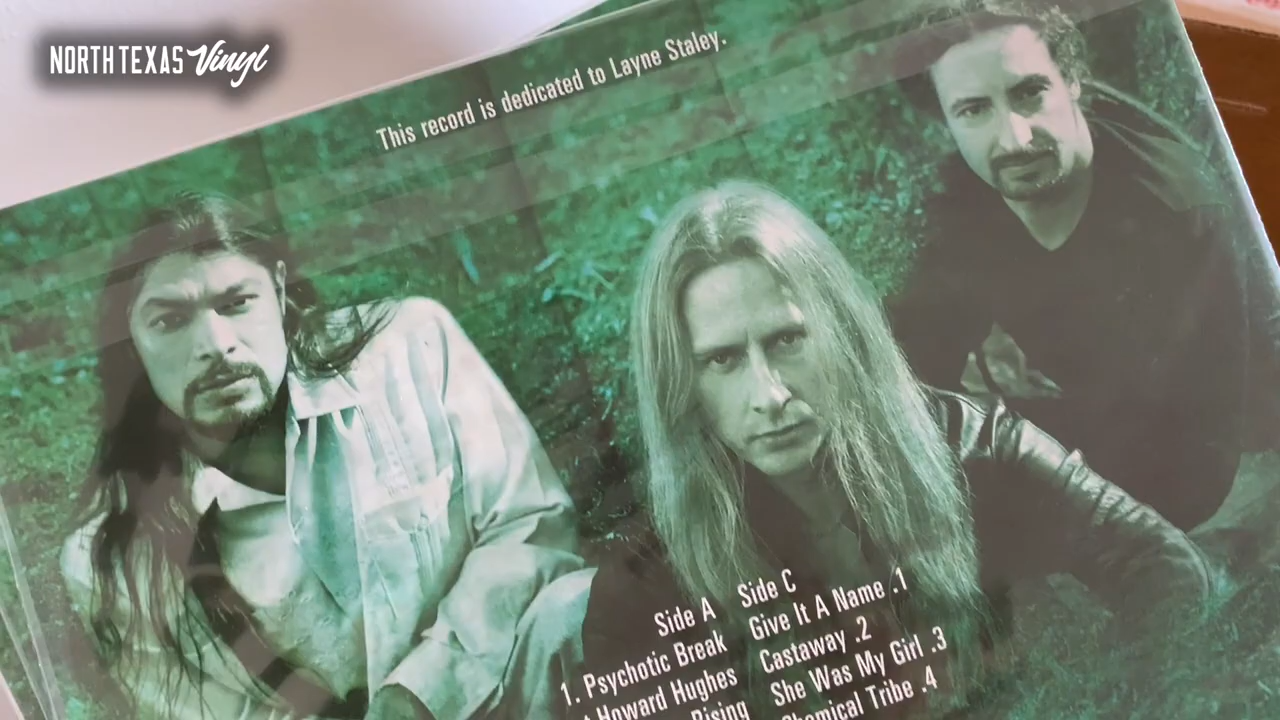 NORTH TEXAS Vinyl
This record is dedicated to Layne Staley.
Side A
1. Psychotic Break
Howard Hughes
Rising
Side C
Give It A Name .1
Castaway .2
She Was My Girl .3
Chemical Tribe .4